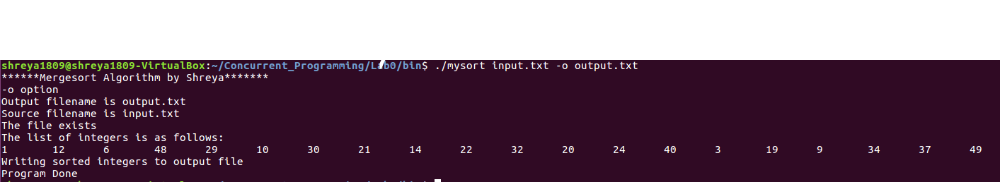 shreya1809@shreya1809-VirtualBox:~/Concurrent_Programming/Lab0/bin$ ./mysort input.txt -o output.txt
******Mergesort Algorithm by Shreya*******
-o option
Output filename is output.txt
Source filename is input.txt
The file exists
The list of integers is as follows:
1 12 6 48 29 10 30 21 14 22 32 20 24 40 3 19 9 34 37 49
Writing sorted integers to output file
Program Done